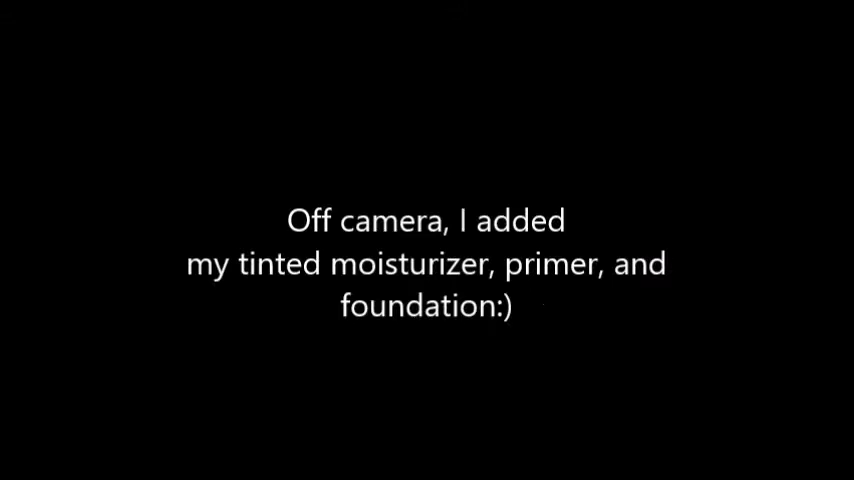 Off camera, I added
my tinted moisturizer, primer, and
foundation:)